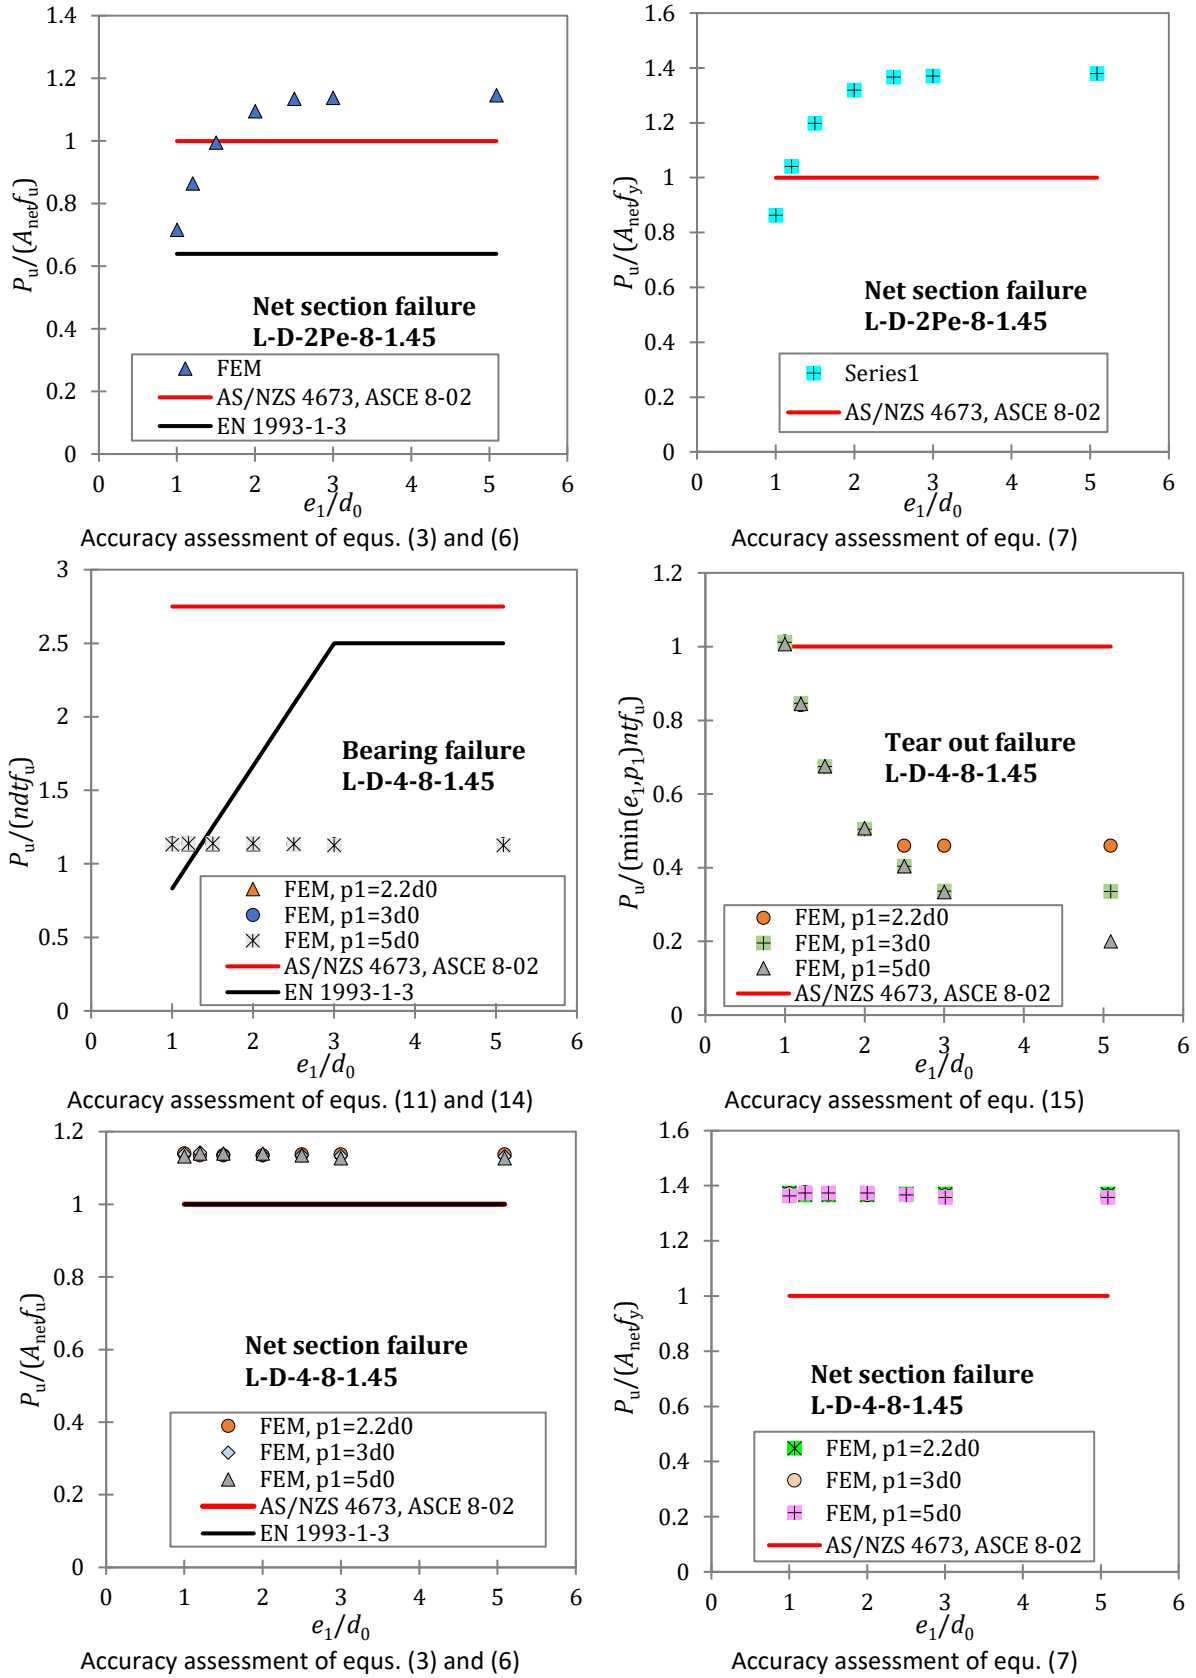 1.4
1.2
1
0.8
0.6
0.4
0.2
0
0 1 2 3 4 5 6
P_u/(A_net f_u)
e_1/d_0
Net section failure
L-D-2Pe-8-1.45
FEM
AS/NZS 4673, ASCE 8-02
EN 1993-1-3
Accuracy assessment of equs. (3) and (6)
1.6
1.4
1.2
1
0.8
0.6
0.4
0.2
0
0 1 2 3 4 5 6
P_u/(A_net f_y)
e_1/d_0
Net section failure
L-D-2Pe-8-1.45
Series1
AS/NZS 4673, ASCE 8-02
Accuracy assessment of equ. (7)
3
2.5
2
1.5
1
0.5
0
0 1 2 3 4 5 6
P_u/(ndtf_u)
e_1/d_0
Bearing failure
L-D-4-8-1.45
FEM, p1=2.2d0
FEM, p1=3d0
FEM, p1=5d0
AS/NZS 4673, ASCE 8-02
EN 1993-1-3
Accuracy assessment of equs. (11) and (14)
1.2
1
0.8
0.6
0.4
0.2
0
0 1 2 3 4 5 6
P_u/(min(e_1,p_1)ntf_u)
e_1/d_0
Tear out failure
L-D-4-8-1.45
FEM, p1=2.2d0
FEM, p1=3d0
FEM, p1=5d0
AS/NZS 4673, ASCE 8-02
Accuracy assessment of equ. (15)
1.2
1
0.8
0.6
0.4
0.2
0
0 1 2 3 4 5 6
P_u/(A_net f_u)
e_1/d_0
Net section failure
L-D-4-8-1.45
FEM, p1=2.2d0
FEM, p1=3d0
FEM, p1=5d0
AS/NZS 4673, ASCE 8-02
EN 1993-1-3
Accuracy assessment of equs. (3) and (6)
1.6
1.4
1.2
1
0.8
0.6
0.4
0.2
0
0 1 2 3 4 5 6
P_u/(A_net f_y)
e_1/d_0
Net section failure
L-D-4-8-1.45
FEM, p1=2.2d0
FEM, p1=3d0
FEM, p1=5d0
AS/NZS 4673, ASCE 8-02
Accuracy assessment of equ. (7)